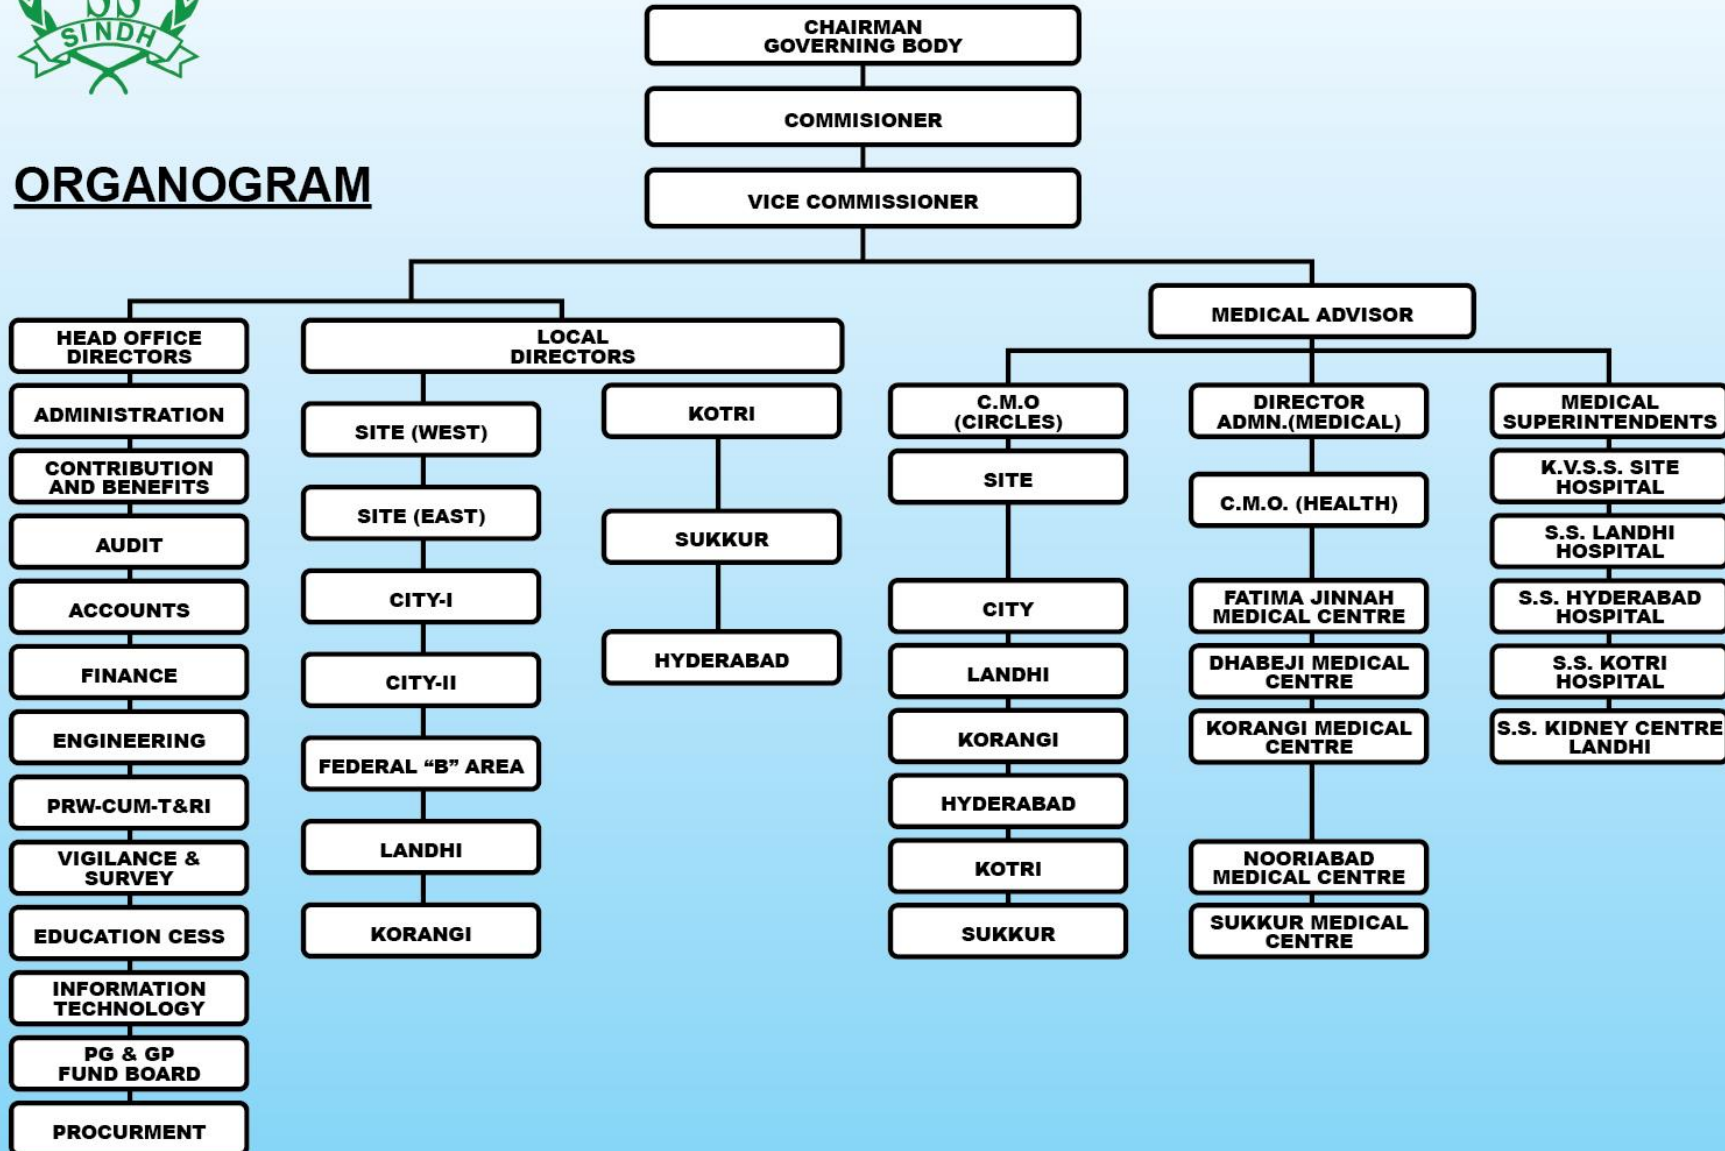 SS
SINDH
ORGANOGRAM
CHAIRMAN
GOVERNING BODY
COMMISIONER
VICE COMMISSIONER
HEAD OFFICE
DIRECTORS
ADMINISTRATION
CONTRIBUTION
AND BENEFITS
AUDIT
ACCOUNTS
FINANCE
ENGINEERING
PRW-CUM-T&RI
VIGILANCE &
SURVEY
EDUCATION CESS
INFORMATION
TECHNOLOGY
PG & GP
FUND BOARD
PROCURMENT
LOCAL
DIRECTORS
SITE (WEST)
SITE (EAST)
CITY-I
CITY-II
FEDERAL “B” AREA
LANDHI
KORANGI
KOTRI
SUKKUR
HYDERABAD
MEDICAL ADVISOR
C.M.O
(CIRCLES)
SITE
CITY
LANDHI
KORANGI
HYDERABAD
KOTRI
SUKKUR
DIRECTOR
ADMN.(MEDICAL)
C.M.O. (HEALTH)
FATIMA JINNAH
MEDICAL CENTRE
DHABEJI MEDICAL
CENTRE
KORANGI MEDICAL
CENTRE
NOORIABAD
MEDICAL CENTRE
SUKKUR MEDICAL
CENTRE
MEDICAL
SUPERINTENDENTS
K.V.S.S. SITE
HOSPITAL
S.S. LANDHI
HOSPITAL
S.S. HYDERABAD
HOSPITAL
S.S. KOTRI
HOSPITAL
S.S. KIDNEY CENTRE
LANDHI